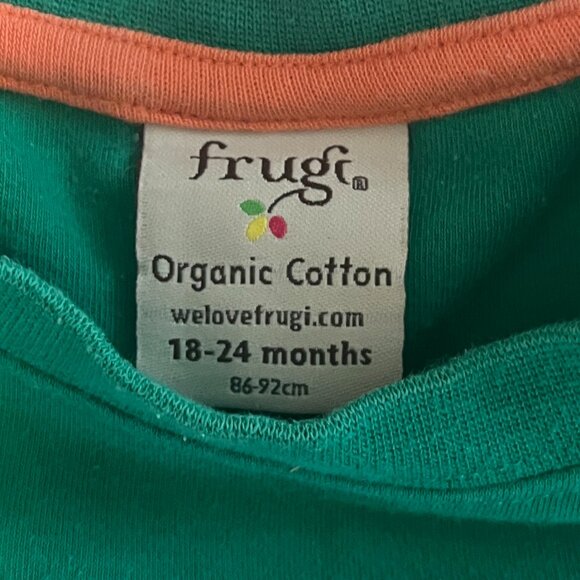 frugi®
Organic Cotton
welovefrugi.com
18-24 months
86-92cm